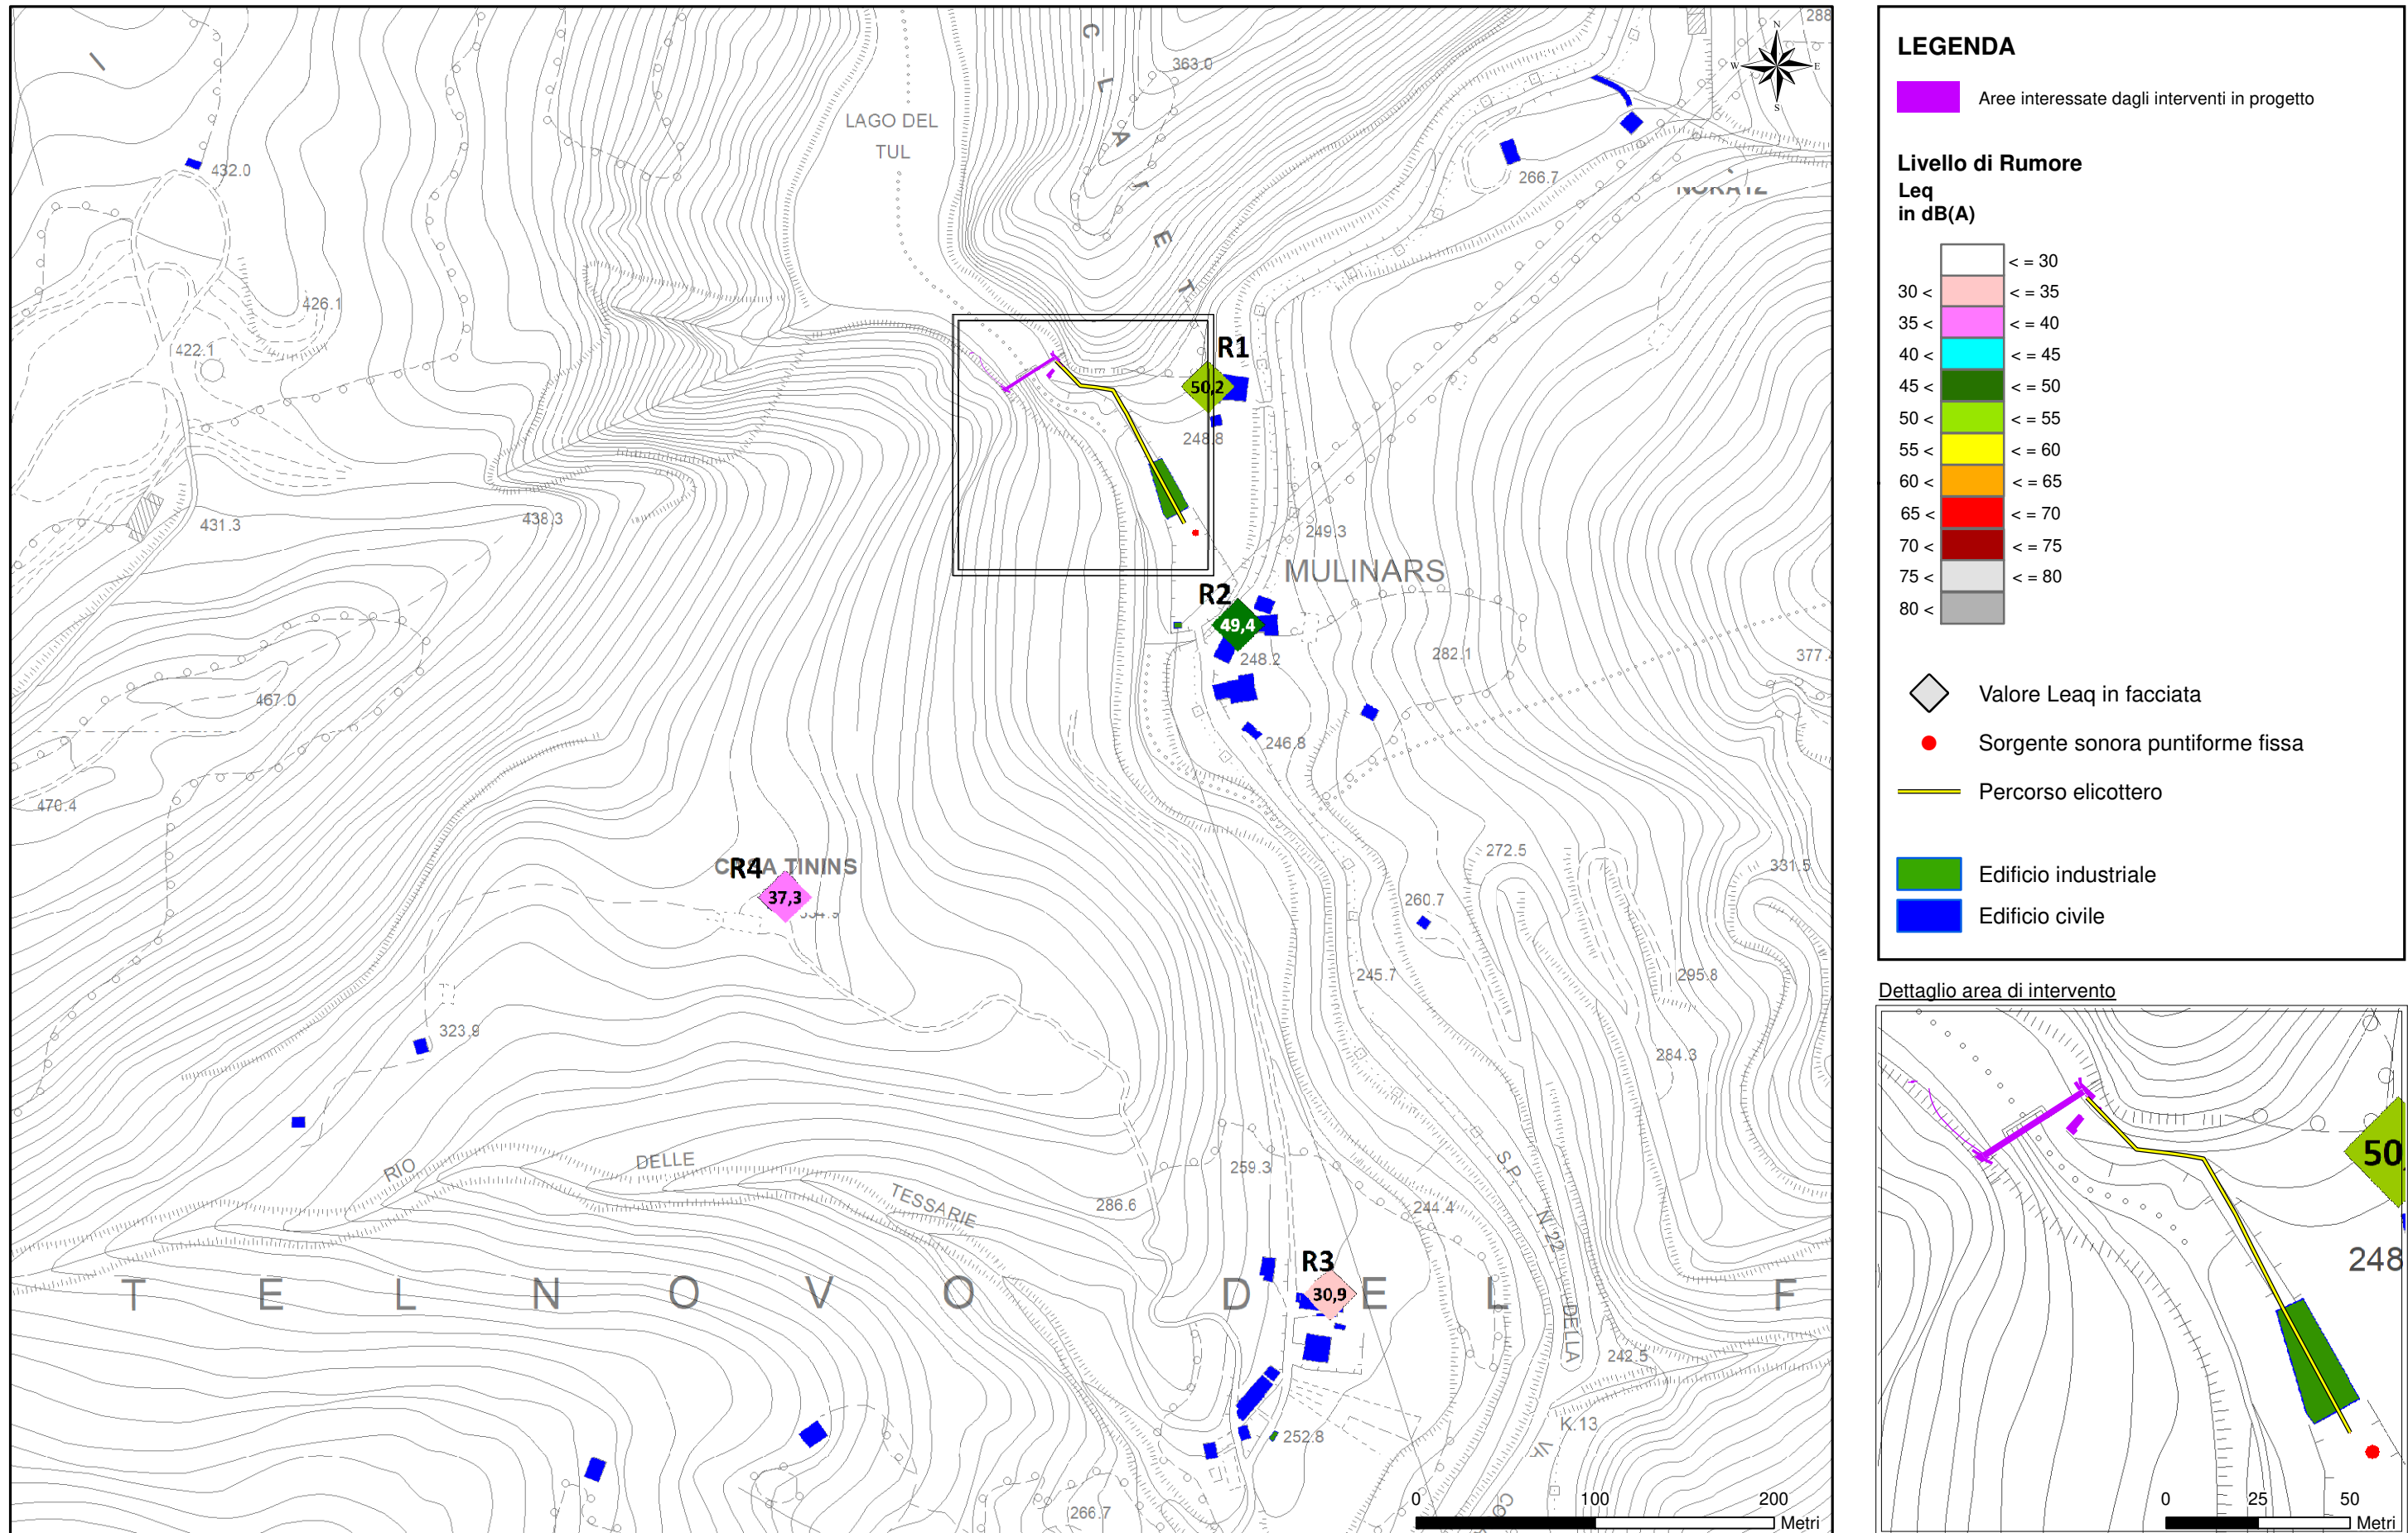 I
C
L
A
I
E
T
363.0
288
LAGO DEL
TUL
N
W
E
S
432.0
266.7
426.1
422.1
R1
50,2
248.8
431.3
438.3
249.3
MULINARS
R2
49,4
248.2
282.1
377.
467.0
246.8
470.4
272.5
331.5
R4
37,3
260.7
245.7
295.8
323.9
284.3
RIO
DELLE
TESSARIE
259.3
286.6
S.P.
N.22
DELLA
244.4
R3
30,9
T E L N O V O D E L F
242.5
K.13
252.8
266.7
0 100 200
Metri
LEGENDA
Aree interessate dagli interventi in progetto
Livello di Rumore
Leq
in dB(A)
< = 30
30 < < = 35
35 < < = 40
40 < < = 45
45 < < = 50
50 < < = 55
55 < < = 60
60 < < = 65
65 < < = 70
70 < < = 75
75 < < = 80
80 <
Valore Leaq in facciata
Sorgente sonora puntiforme fissa
Percorso elicottero
Edificio industriale
Edificio civile
Dettaglio area di intervento
50
248
0 25 50
Metri